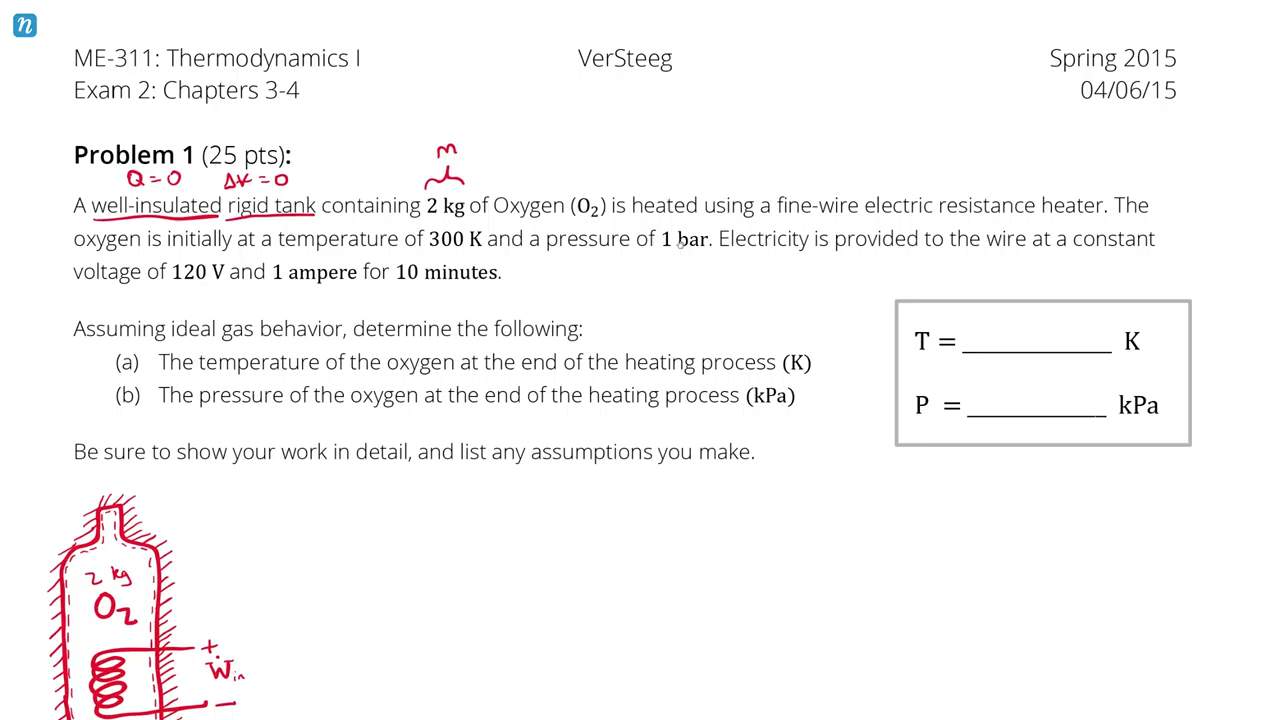 n
ME-311: Thermodynamics I VerSteeg Spring 2015
Exam 2: Chapters 3-4 04/06/15
Problem 1 (25 pts): m
Q = 0 ΔV = 0
A well-insulated rigid tank containing 2 kg of Oxygen (O₂) is heated using a fine-wire electric resistance heater. The
oxygen is initially at a temperature of 300 K and a pressure of 1 bar. Electricity is provided to the wire at a constant
voltage of 120 V and 1 ampere for 10 minutes.
Assuming ideal gas behavior, determine the following:
(a) The temperature of the oxygen at the end of the heating process (K)
(b) The pressure of the oxygen at the end of the heating process (kPa)
T = ____________ K
P = ____________ kPa
Be sure to show your work in detail, and list any assumptions you make.
2 kg
O₂
+
Ẇin
−